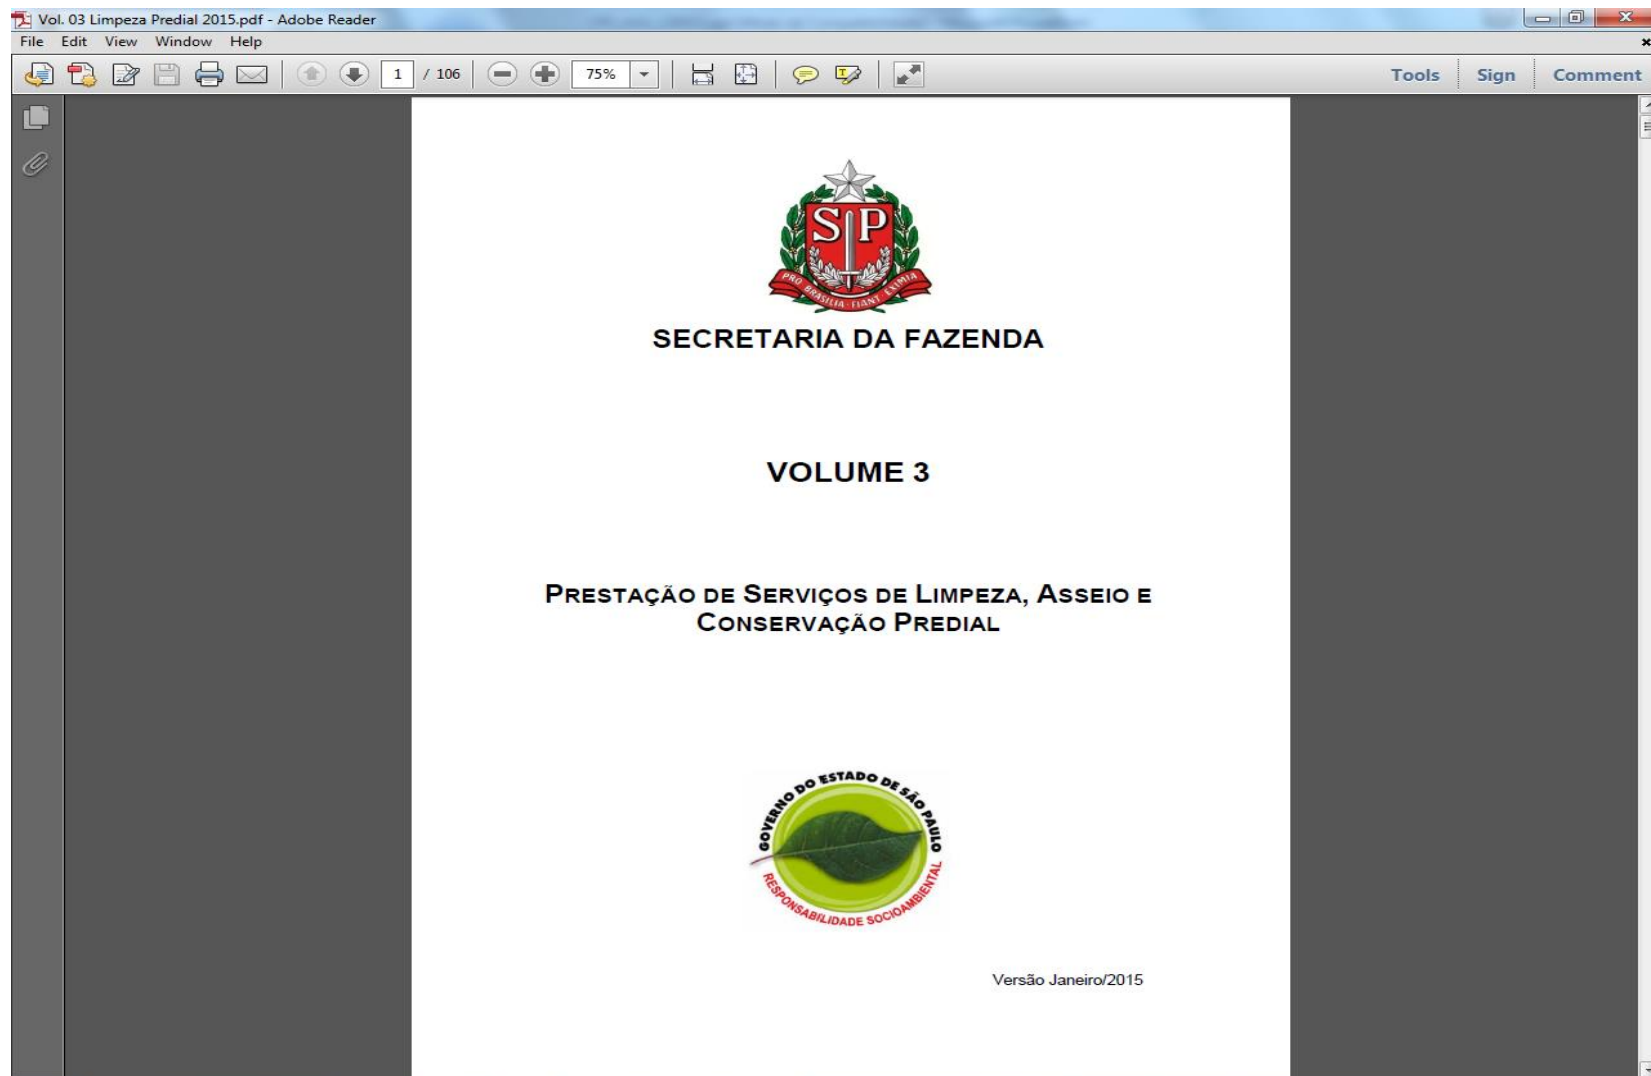 Vol. 03 Limpeza Predial 2015.pdf - Adobe Reader
File Edit View Window Help
1 / 106 75% Tools Sign Comment
SP
PRO BRASILIA FIANT EXIMIA
SECRETARIA DA FAZENDA
VOLUME 3
PRESTAÇÃO DE SERVIÇOS DE LIMPEZA, ASSEIO E
CONSERVAÇÃO PREDIAL
GOVERNO DO ESTADO DE SÃO PAULO
RESPONSABILIDADE SOCIOAMBIENTAL
Versão Janeiro/2015